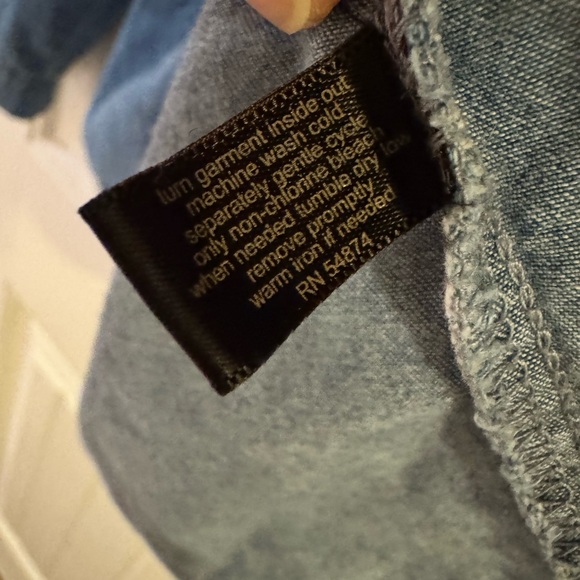 turn garment inside out
machine wash cold
separately gentle cycle
only non-chlorine bleach
when needed tumble dry low
remove promptly
warm iron if needed
RN 54874